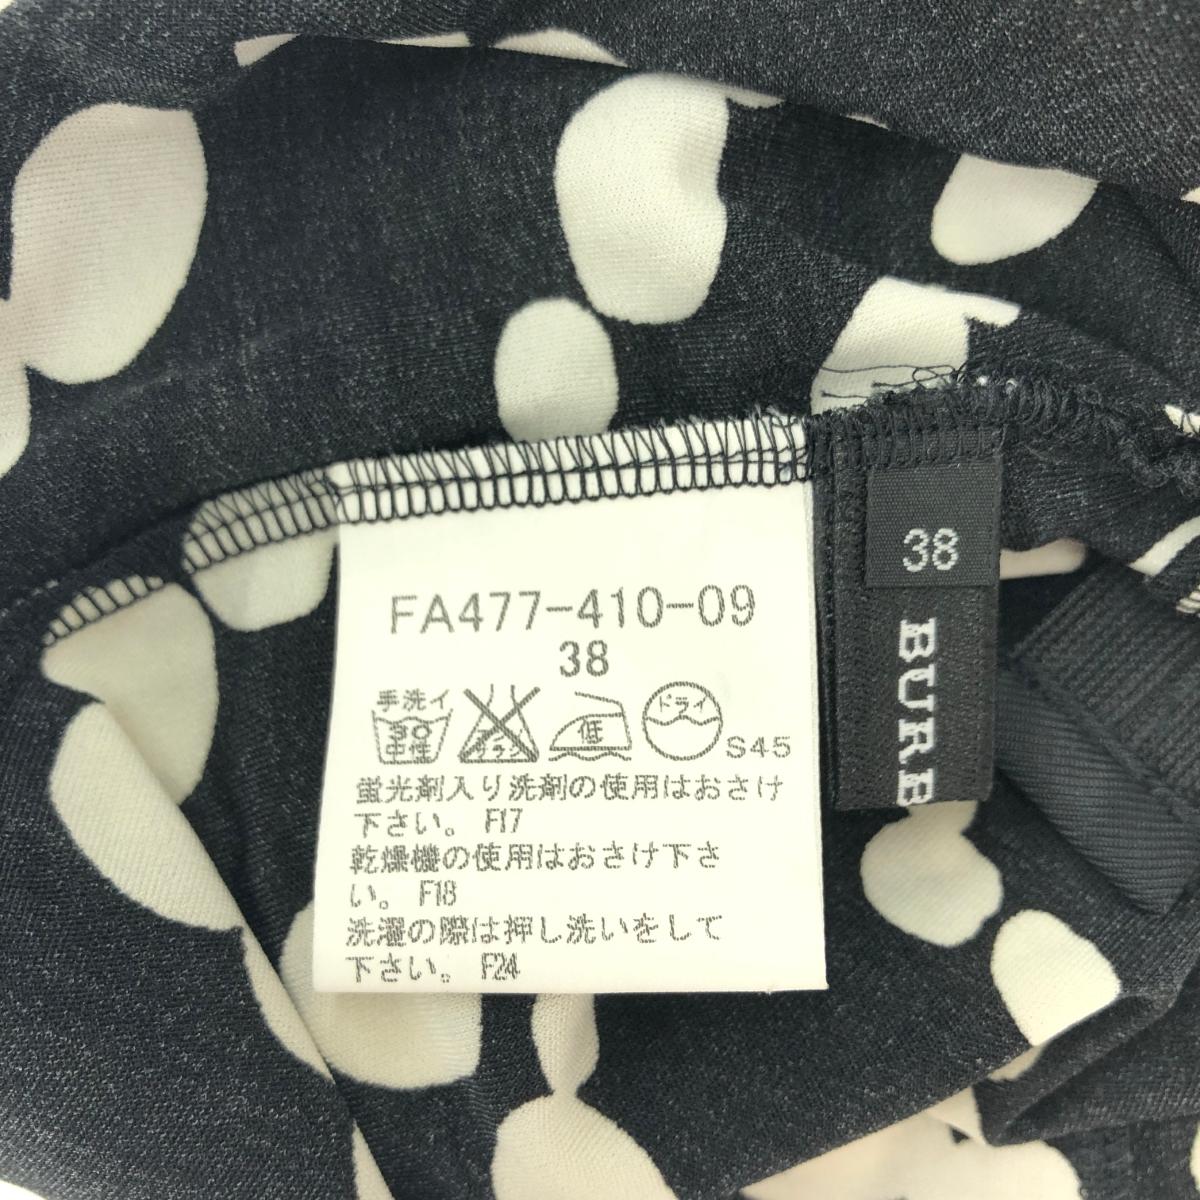 FA477-410-09
38
手洗イ
30
中性
低
ドライ
S45
蛍光剤入り洗剤の使用はおさけ
下さい。 F17
乾燥機の使用はおさけ下さ
い。 F18
洗濯の際は押し洗いをして
下さい。 F24
38
BURB